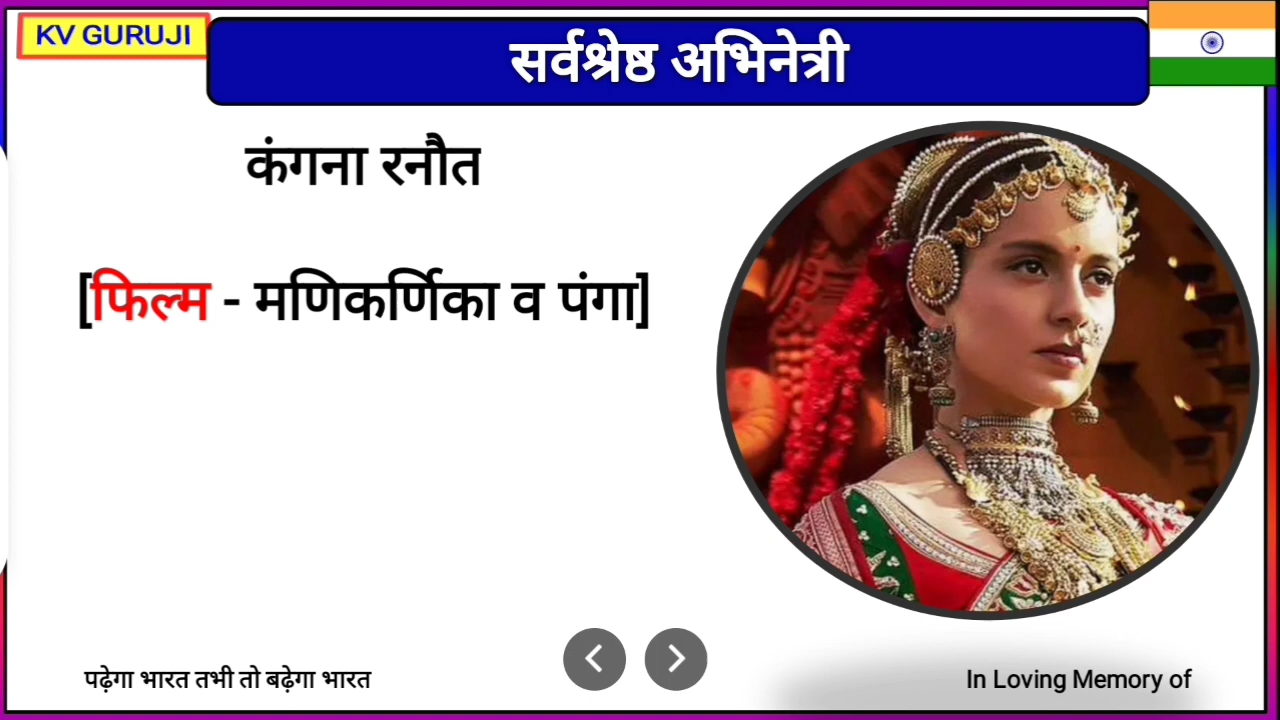 KV GURUJI
सर्वश्रेष्ठ अभिनेत्री
कंगना रनौत
[फिल्म - मणिकर्णिका व पंगा]
पढ़ेगा भारत तभी तो बढ़ेगा भारत
In Loving Memory of